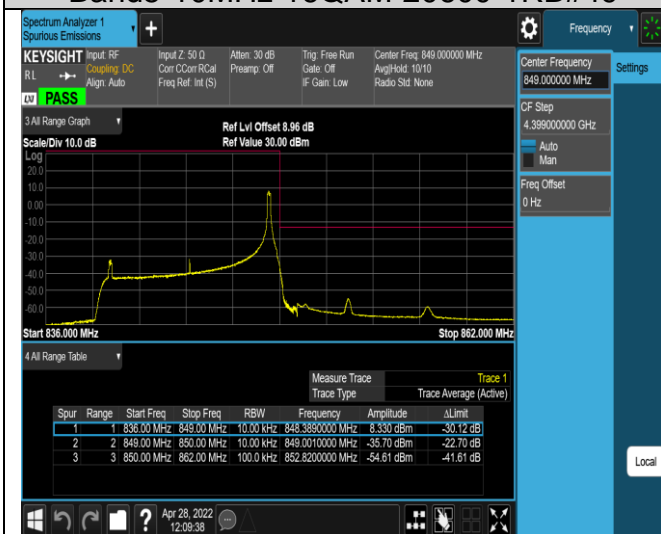 Spectrum Analyzer 1
Spurious Emissions
Frequency
KEYSIGHT Input: RF Input Z: 50 Ω Atten: 30 dB Trig: Free Run Center Freq: 849.000000 MHz
RL Coupling: DC Corr CCorr RCal Preamp: Off Gate: Off Avg|Hold: 10/10
Align: Auto Freq Ref: Int (S) IF Gain: Low Radio Std: None
PASS
Center Frequency
849.000000 MHz
Settings
CF Step
4.399000000 GHz
Auto
Man
Freq Offset
0 Hz
3 All Range Graph
Ref Lvl Offset 8.96 dB
Scale/Div 10.0 dB Ref Value 30.00 dBm
Log
20.0
10.0
0.00
-10.0
-20.0
-30.0
-40.0
-50.0
-60.0
Start 836.000 MHz Stop 862.000 MHz
4 All Range Table
Measure Trace Trace 1
Trace Type Trace Average (Active)
Spur Range Start Freq Stop Freq RBW Frequency Amplitude ΔLimit
1 1 836.00 MHz 849.00 MHz 10.00 kHz 848.3890000 MHz 8.330 dBm -30.12 dB
2 2 849.00 MHz 850.00 MHz 10.00 kHz 849.0010000 MHz -35.70 dBm -22.70 dB
3 3 850.00 MHz 862.00 MHz 100.0 kHz 852.8200000 MHz -54.61 dBm -41.61 dB
Local
Apr 28, 2022
12:09:38